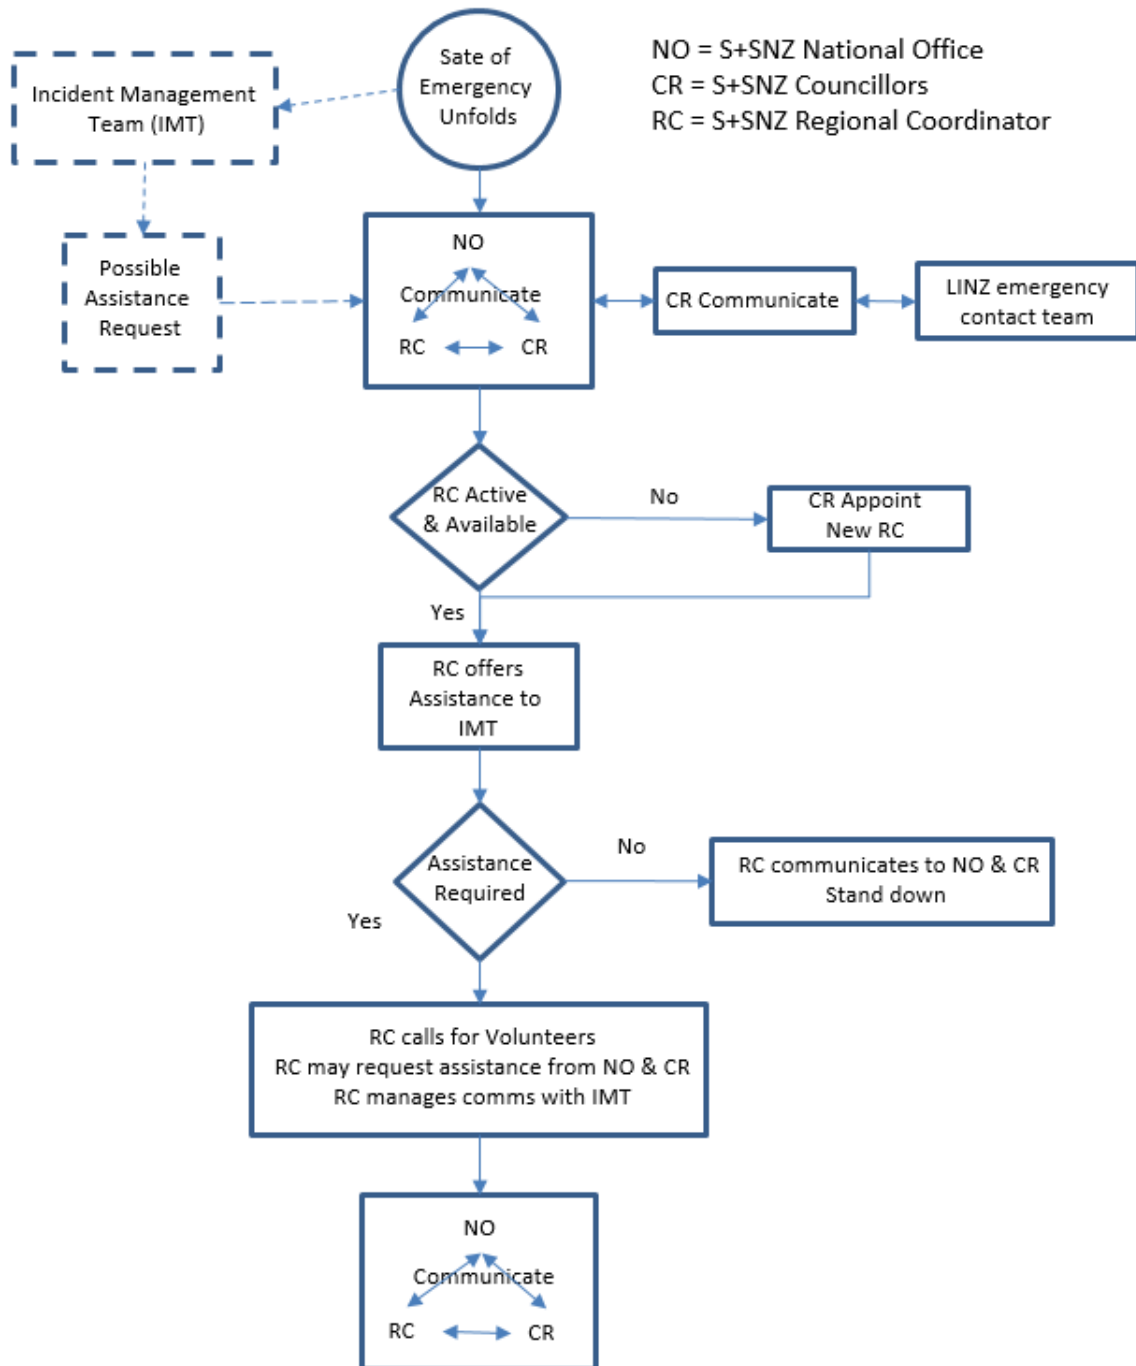 Sate of
Emergency
Unfolds
NO = S+SNZ National Office
CR = S+SNZ Councillors
RC = S+SNZ Regional Coordinator
Incident Management
Team (IMT)
Possible
Assistance
Request
NO
Communicate
RC
CR
CR Communicate
LINZ emergency
contact team
RC Active
& Available
No
CR Appoint
New RC
Yes
RC offers
Assistance to
IMT
Assistance
Required
No
RC communicates to NO & CR
Stand down
Yes
RC calls for Volunteers
RC may request assistance from NO & CR
RC manages comms with IMT
NO
Communicate
RC
CR